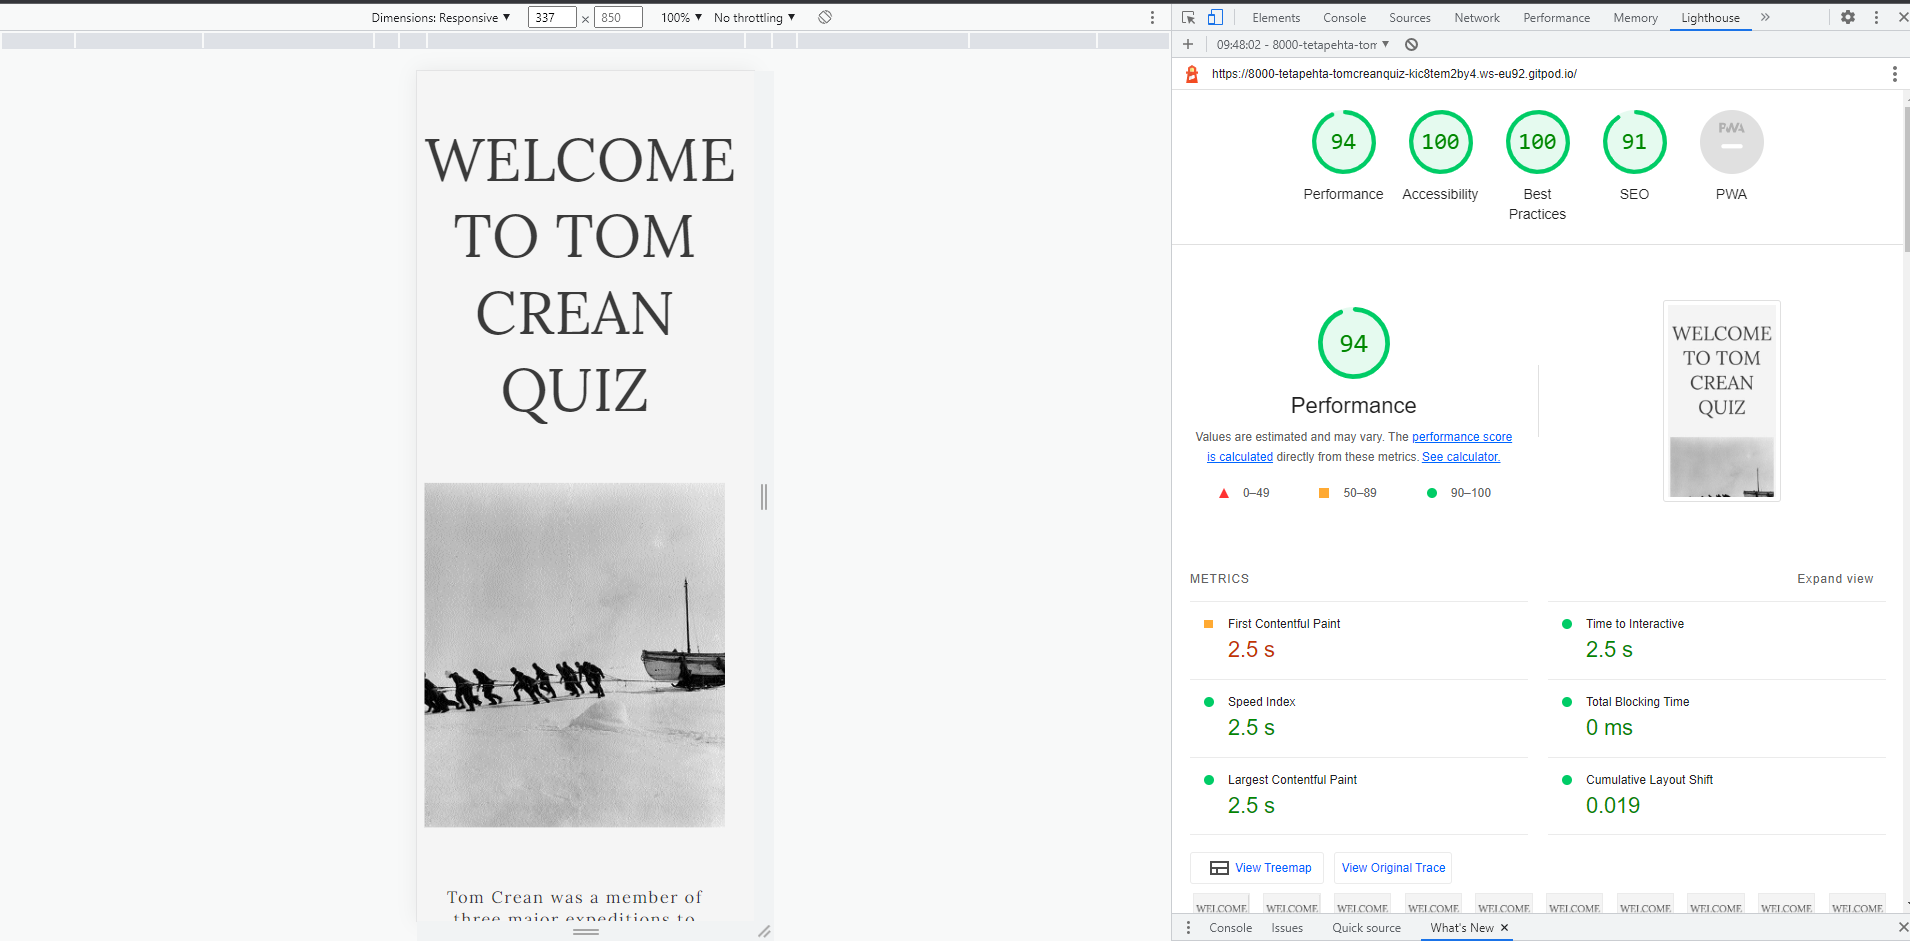 Dimensions: Responsive ▼ 337 × 850 100% ▼ No throttling ▼
Elements Console Sources Network Performance Memory Lighthouse
09:48:02 - 8000-tetapehta-tom ▼
https://8000-tetapehta-tomcreanquiz-kic8tem2by4.ws-eu92.gitpod.io/
WELCOME
TO TOM
CREAN
QUIZ
Tom Crean was a member of
three major expeditions to
94 100 100 91 PWA
Performance Accessibility Best Practices SEO PWA
94
Performance
Values are estimated and may vary. The performance score
is calculated directly from these metrics. See calculator.
0–49 50–89 90–100
WELCOME
TO TOM
CREAN
QUIZ
METRICS Expand view
First Contentful Paint
2.5 s
Time to Interactive
2.5 s
Speed Index
2.5 s
Total Blocking Time
0 ms
Largest Contentful Paint
2.5 s
Cumulative Layout Shift
0.019
View Treemap View Original Trace
WELCOME WELCOME WELCOME WELCOME WELCOME WELCOME WELCOME WELCOME WELCOME WELCOME
Console Issues Quick source What's New